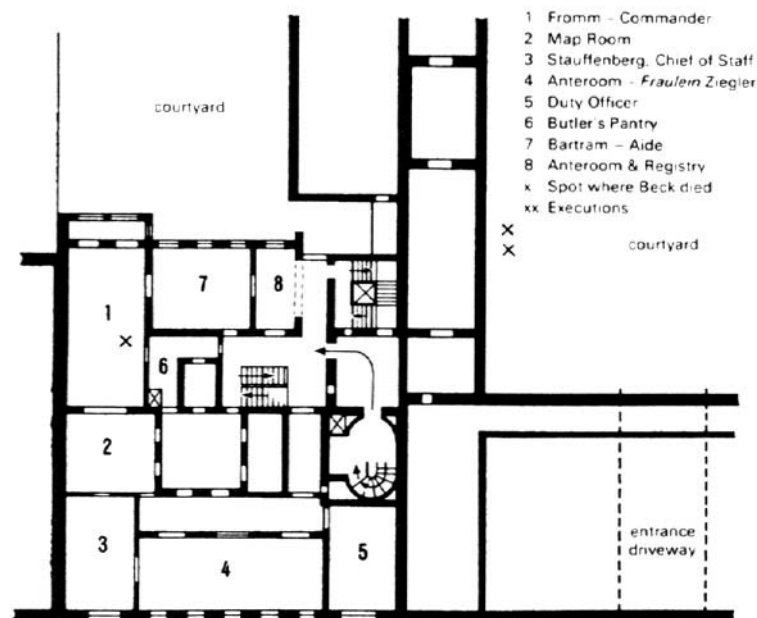 1 Fromm - Commander
2 Map Room
3 Stauffenberg, Chief of Staff
4 Anteroom - Fraulein Ziegler
5 Duty Officer
6 Butler's Pantry
7 Bartram - Aide
8 Anteroom & Registry
x Spot where Beck died
xx Executions
courtyard
courtyard
1
7
8
6
2
3
4
5
entrance
driveway